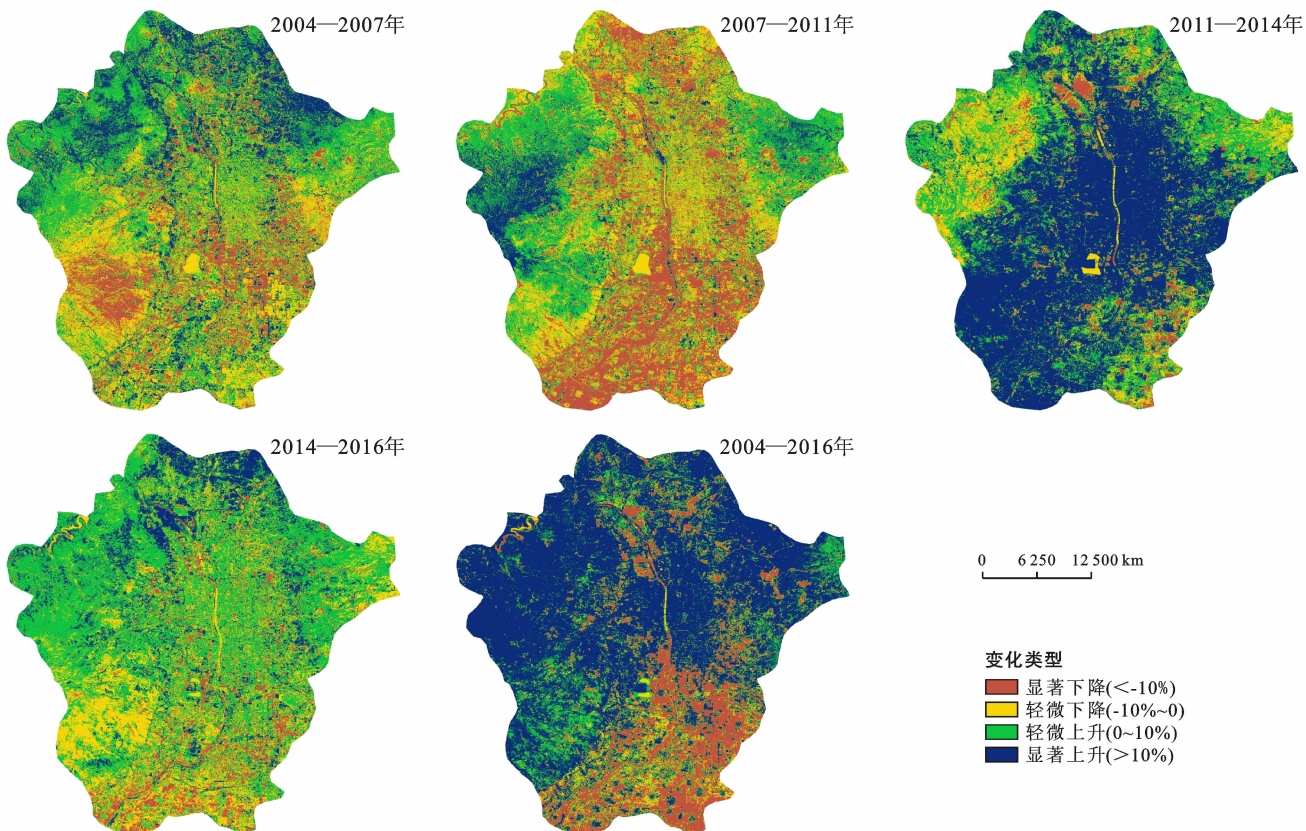 2004—2007年
2007—2011年
2011—2014年
2014—2016年
2004—2016年
0 6 250 12 500 km
变化类型
显著下降(<-10%)
轻微下降(-10%~0)
轻微上升(0~10%)
显著上升(>10%)